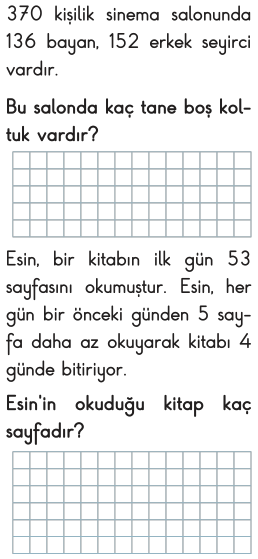 370 kişilik sinema salonunda
136 bayan, 152 erkek seyirci
vardır.
Bu salonda kaç tane boş kol-
tuk vardır?
Esin, bir kitabın ilk gün 53
sayfasını okumuştur. Esin, her
gün bir önceki günden 5 say-
fa daha az okuyarak kitabı 4
günde bitiriyor.
Esin'in okuduğu kitap kaç
sayfadır?